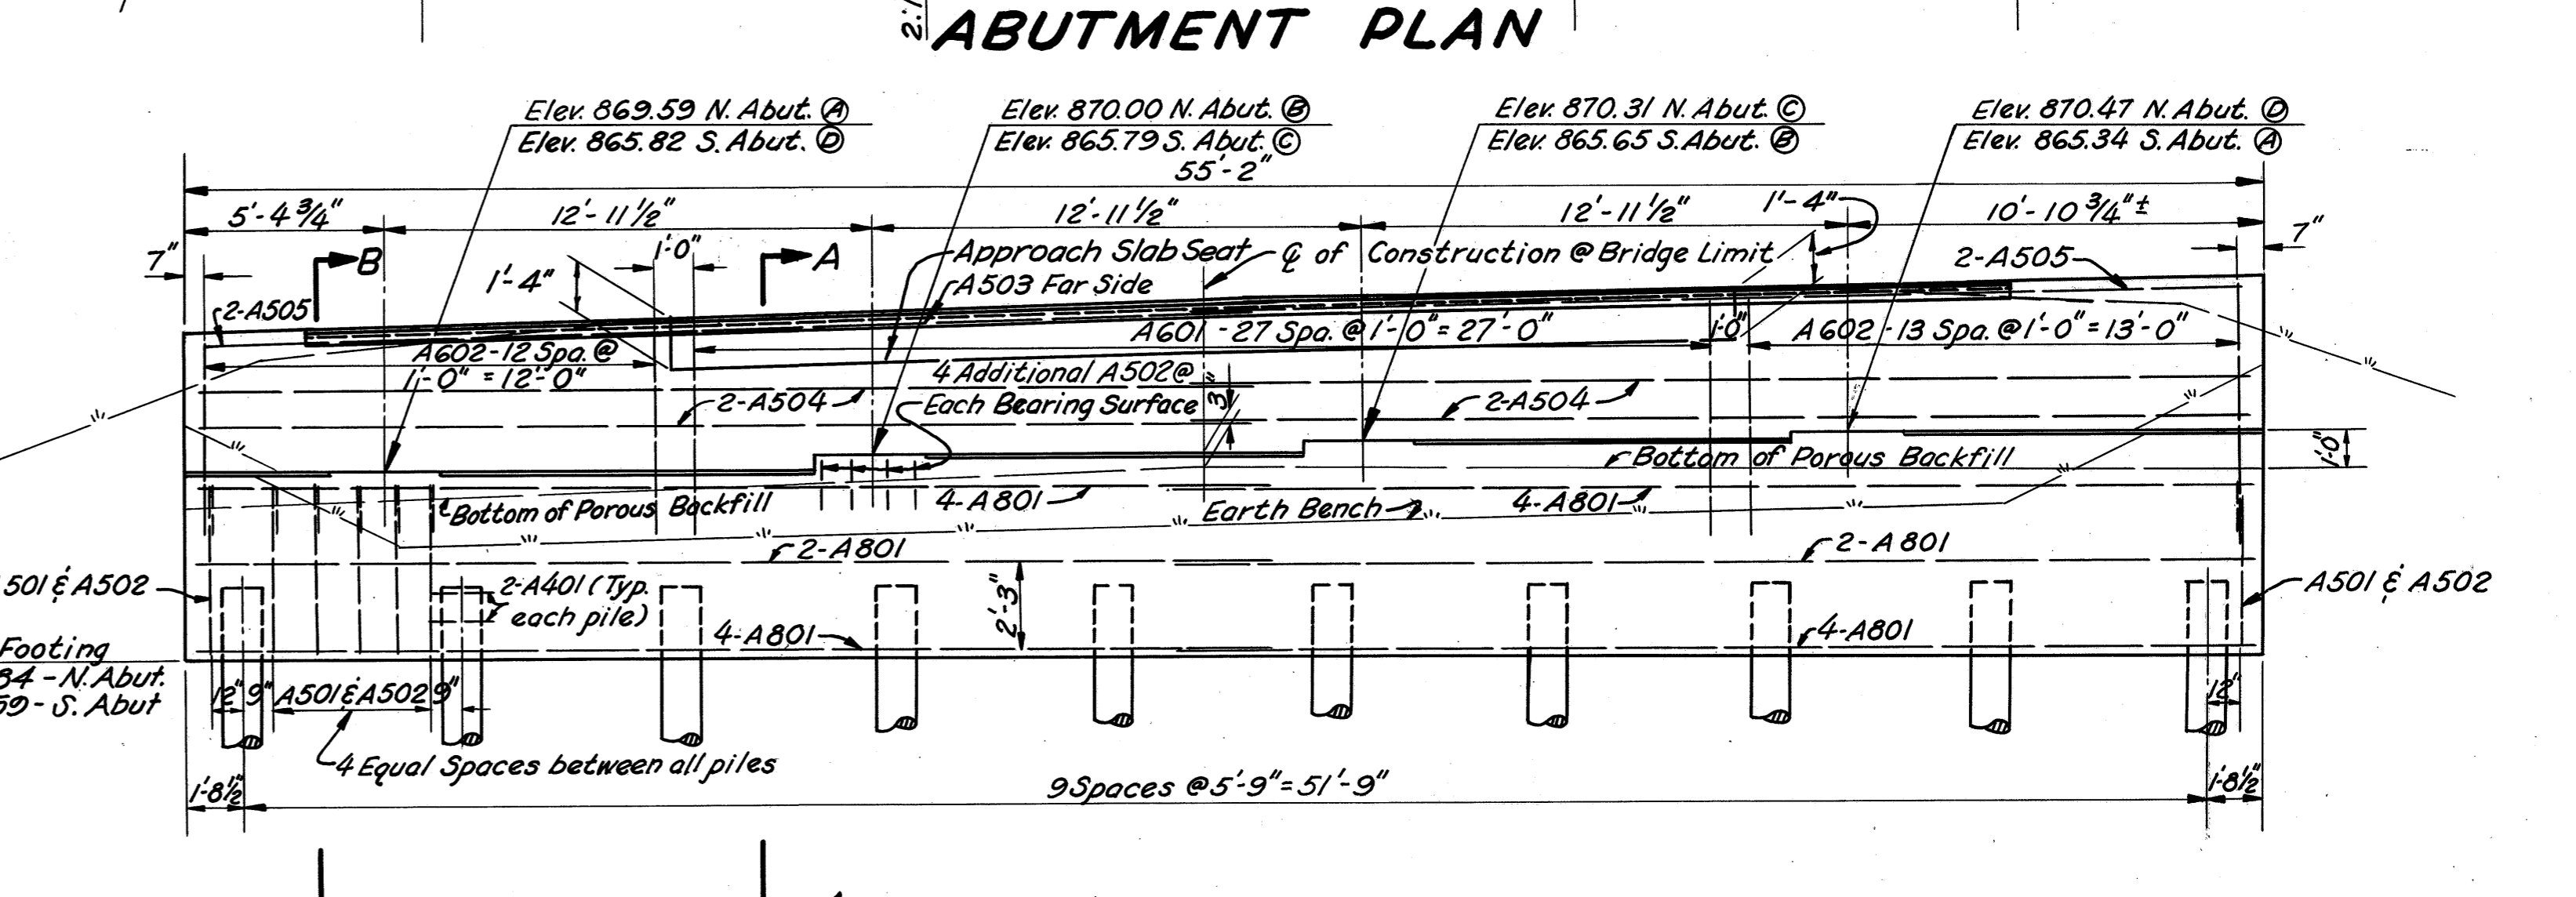 2:1
ABUTMENT PLAN
Elev. 869.59 N. Abut. Ⓐ
Elev. 865.82 S. Abut. Ⓓ
Elev. 870.00 N. Abut. Ⓑ
Elev. 865.79 S. Abut. Ⓒ
Elev. 870.31 N. Abut. Ⓒ
Elev. 865.65 S. Abut. Ⓑ
Elev. 870.47 N. Abut. Ⓓ
Elev. 865.34 S. Abut. Ⓐ
55'-2"
5'-4 3/4"
12'-11 1/2"
12'-11 1/2"
12'-11 1/2"
1'-4"
10'-10 3/4" ±
7"
B
1'-4"
1'-0"
A
Approach Slab Seat
℄ of Construction @ Bridge Limit
2-A505
7"
A503 Far Side
2-A505
A602-12 Spa. @
1'-0" = 12'-0"
A601-27 Spa. @ 1'-0" = 27'-0"
1'-0"
A602-13 Spa. @ 1'-0" = 13'-0"
4 Additional A502 @
Each Bearing Surface
3"
2-A504
2-A504
Bottom of Porous Backfill
1'-0"
Bottom of Porous Backfill
4-A801
Earth Bench
4-A801
2-A801
2-A801
501 & A502
2-A401 (Typ.
each pile)
2'-3"
A501 & A502
4-A801
4-A801
Footing
84 - N. Abut.
59 - S. Abut
12"
9"
A501 & A502
9"
12"
4 Equal Spaces between all piles
1'-8 1/2"
9 Spaces @ 5'-9" = 51'-9"
1'-8 1/2"